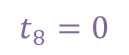 t₈ = 0